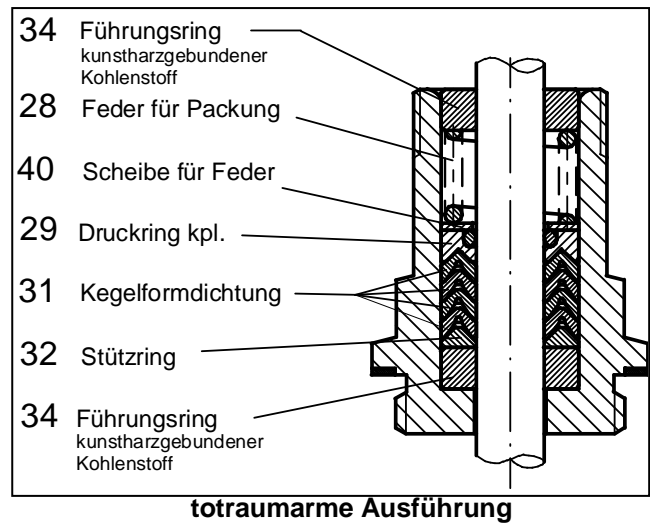 34 Führungsring
kunstharzgebundener
Kohlenstoff
28 Feder für Packung
40 Scheibe für Feder
29 Druckring kpl.
31 Kegelformdichtung
32 Stützring
34 Führungsring
kunstharzgebundener
Kohlenstoff
totraumarme Ausführung